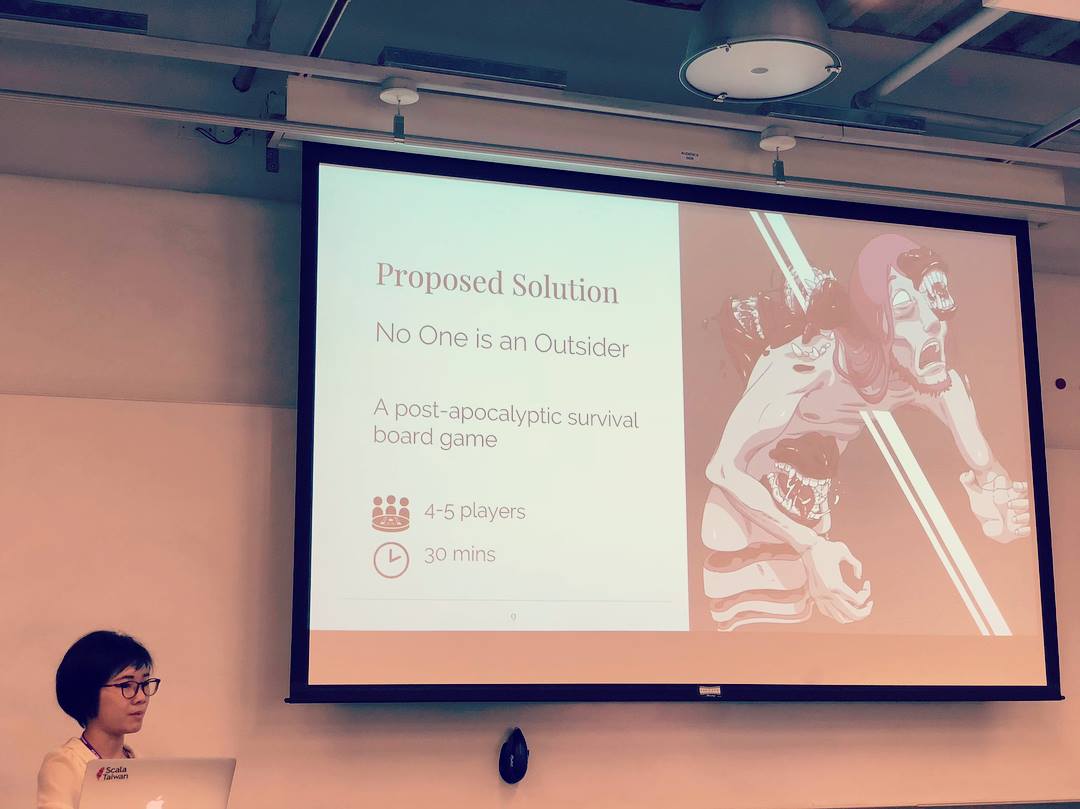 Proposed Solution
No One is an Outsider
A post-apocalyptic survival
board game
4-5 players
30 mins
9
Scala
Taiwan